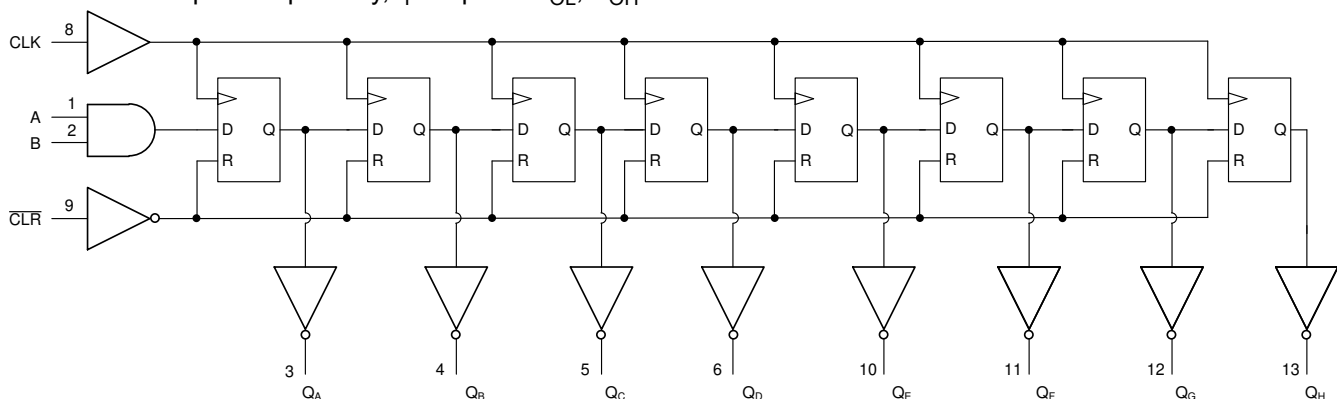 CLK 8
A 1
B 2
CLR 9
D Q D Q D Q D Q D Q D Q D Q D Q
R R R R R R R R
3 4 5 6 10 11 12 13
QA QB QC QD QE QF QG QH